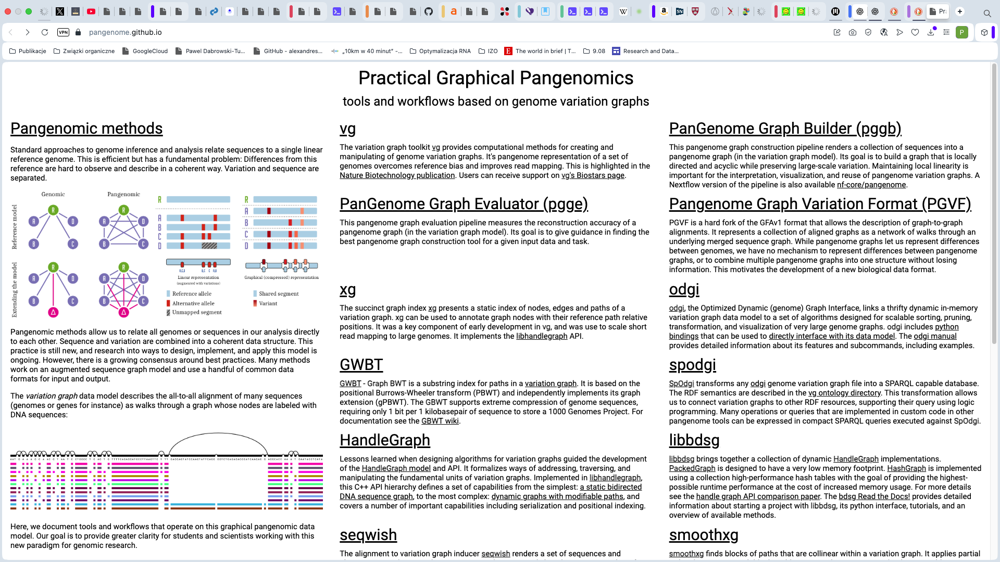 pangenome.github.io
VPN
P
Publikacje
Związki organiczne
GoogleCloud
Pawel Dabrowski-Tu...
GitHub - alexandres...
„10km w 40 minut” -...
Optymalizacja RNA
IZO
The world in brief | T...
9.08
Research and Data...
Practical Graphical Pangenomics
tools and workflows based on genome variation graphs
Pangenomic methods
Standard approaches to genome inference and analysis relate sequences to a single linear
reference genome. This is efficient but has a fundamental problem: Differences from this
reference are hard to observe and describe in a coherent way. Variation and sequence are
separated.
Genomic
Pangenomic
Reference model
Extending the model
Linear representation
(augmented with variations)
Graphical (compressed) representation
Reference allele
Alternative allele
Unmapped segment
Shared segment
Variant
Pangenomic methods allow us to relate all genomes or sequences in our analysis directly
to each other. Sequence and variation are combined into a coherent data structure. This
practice is still new, and research into ways to design, implement, and apply this model is
ongoing. However, there is a growing consensus around best practices. Many methods
work on an augmented sequence graph model and use a handful of common data
formats for input and output.
The variation graph data model describes the all-to-all alignment of many sequences
(genomes or genes for instance) as walks through a graph whose nodes are labeled with
DNA sequences:
Here, we document tools and workflows that operate on this graphical pangenomic data
model. Our goal is to provide greater clarity for students and scientists working with this
new paradigm for genomic research.
vg
The variation graph toolkit vg provides computational methods for creating and
manipulating of genome variation graphs. It's pangenome representation of a set of
genomes overcomes reference bias and improves read mapping. This is highlighted in the
Nature Biotechnology publication. Users can receive support on vg's Biostars page.
PanGenome Graph Evaluator (pgge)
This pangenome graph evaluation pipeline measures the reconstruction accuracy of a
pangenome graph (in the variation graph model). Its goal is to give guidance in finding the
best pangenome graph construction tool for a given input data and task.
xg
The succinct graph index xg presents a static index of nodes, edges and paths of a
variation graph. xg can be used to annotate graph nodes with their reference path relative
positions. It was a key component of early development in vg, and was use to scale short
read mapping to large genomes. It implements the libhandlegraph API.
GWBT
GWBT - Graph BWT is a substring index for paths in a variation graph. It is based on the
positional Burrows-Wheeler transform (PBWT) and independently implements its graph
extension (gPBWT). The GBWT supports extreme compression of genome sequences,
requiring only 1 bit per 1 kilobasepair of sequence to store a 1000 Genomes Project. For
documentation see the GBWT wiki.
HandleGraph
Lessons learned when designing algorithms for variation graphs guided the development
of the HandleGraph model and API. It formalizes ways of addressing, traversing, and
manipulating the fundamental units of variation graphs. Implemented in libhandlegraph,
this C++ API hierarchy defines a set of capabilities from the simplest: a static bidirected
DNA sequence graph, to the most complex: dynamic graphs with modifiable paths, and
covers a number of important capabilities including serialization and positional indexing.
seqwish
The alignment to variation graph inducer seqwish renders a set of sequences and
PanGenome Graph Builder (pggb)
This pangenome graph construction pipeline renders a collection of sequences into a
pangenome graph (in the variation graph model). Its goal is to build a graph that is locally
directed and acyclic while preserving large-scale variation. Maintaining local linearity is
important for the interpretation, visualization, and reuse of pangenome variation graphs. A
Nextflow version of the pipeline is also available nf-core/pangenome.
Pangenome Graph Variation Format (PGVF)
PGVF is a hard fork of the GFAv1 format that allows the description of graph-to-graph
alignments. It represents a collection of aligned graphs as a network of walks through an
underlying merged sequence graph. While pangenome graphs let us represent differences
between genomes, we have no mechanism to represent differences between pangenome
graphs, or to combine multiple pangenome graphs into one structure without losing
information. This motivates the development of a new biological data format.
odgi
odgi, the Optimized Dynamic (genome) Graph Interface, links a thrifty dynamic in-memory
variation graph data model to a set of algorithms designed for scalable sorting, pruning,
transformation, and visualization of very large genome graphs. odgi includes python
bindings that can be used to directly interface with its data model. The odgi manual
provides detailed information about its features and subcommands, including examples.
spodgi
SpOdgi transforms any odgi genome variation graph file into a SPARQL capable database.
The RDF semantics are described in the vg ontology directory. This transformation allows
us to connect variation graphs to other RDF resources, supporting their query using logic
programming. Many operations or queries that are implemented in custom code in other
pangenome tools can be expressed in compact SPARQL queries executed against SpOdgi.
libbdsg
libbdsg brings together a collection of dynamic HandleGraph implementations.
PackedGraph is designed to have a very low memory footprint. HashGraph is implemented
using a collection high-performance hash tables with the goal of providing the highest-
possible runtime performance at the cost of increased memory usage. For more details
see the handle graph API comparison paper. The bdsg Read the Docs! provides detailed
information about starting a project with libbdsg, its python interface, tutorials, and an
overview of available methods.
smoothxg
smoothxg finds blocks of paths that are collinear within a variation graph. It applies partial